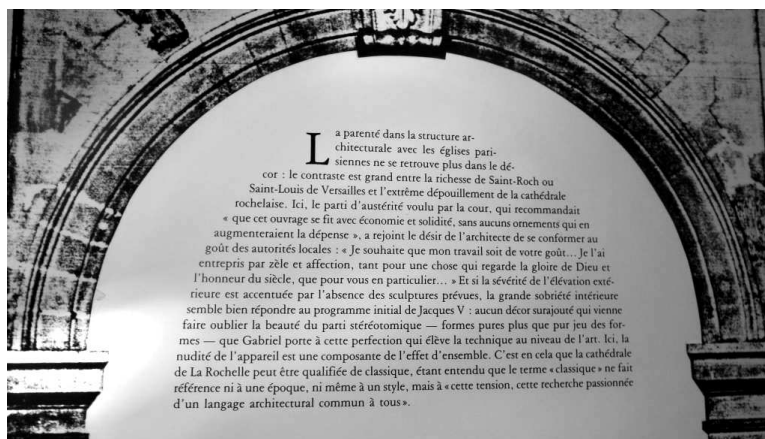 La parenté dans la structure ar-
chitecturale avec les églises pari-
siennes ne se retrouve plus dans le dé-
cor : le contraste est grand entre la richesse de Saint-Roch ou
Saint-Louis de Versailles et l'extrême dépouillement de la cathédrale
rochelaise. Ici, le parti d'austérité voulu par la cour, qui recommandait
« que cet ouvrage se fit avec économie et solidité, sans aucuns ornements qui en
augmenteraient la dépense », a rejoint le désir de l'architecte de se conformer au
goût des autorités locales : « Je souhaite que mon travail soit de votre goût... Je l'ai
entrepris par zèle et affection, tant pour une chose qui regarde la gloire de Dieu et
l'honneur du siècle, que pour vous en particulier... » Et si la sévérité de l'élévation exté-
rieure est accentuée par l'absence des sculptures prévues, la grande sobriété intérieure
semble bien répondre au programme initial de Jacques V : aucun décor surajouté qui vienne
faire oublier la beauté du parti stéréotomique — formes pures plus que pur jeu des for-
mes — que Gabriel porte à cette perfection qui élève la technique au niveau de l'art. Ici, la
nudité de l'appareil est une composante de l'effet d'ensemble. C'est en cela que la cathédrale
de La Rochelle peut être qualifiée de classique, étant entendu que le terme « classique » ne fait
référence ni à une époque, ni même à un style, mais à « cette tension, cette recherche passionnée
d'un langage architectural commun à tous ».